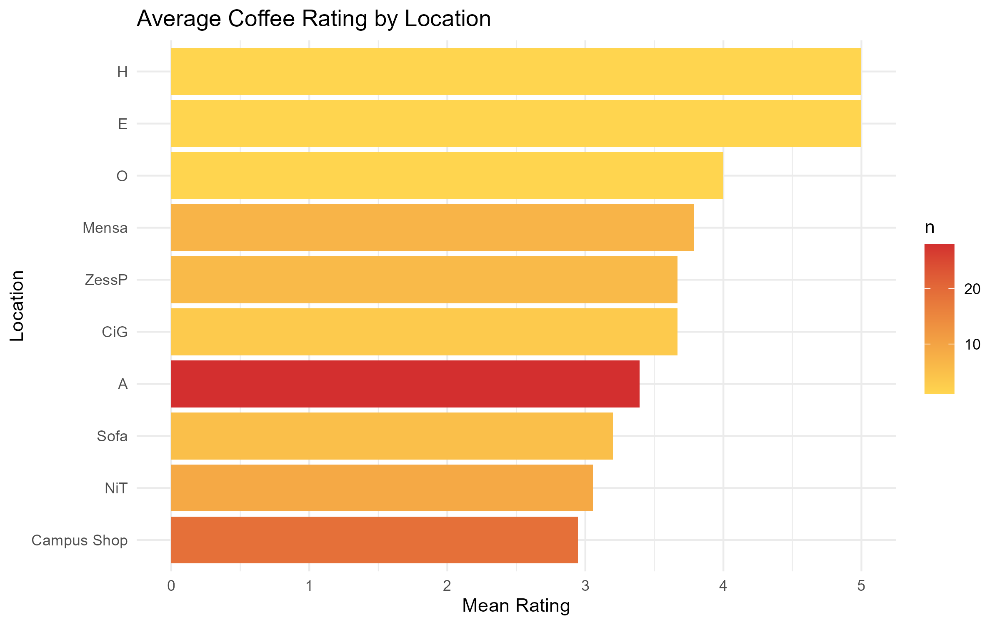 Average Coffee Rating by Location
H
E
O
Mensa
ZessP
CiG
A
Sofa
NiT
Campus Shop
Location
0 1 2 3 4 5
Mean Rating
n
20
10